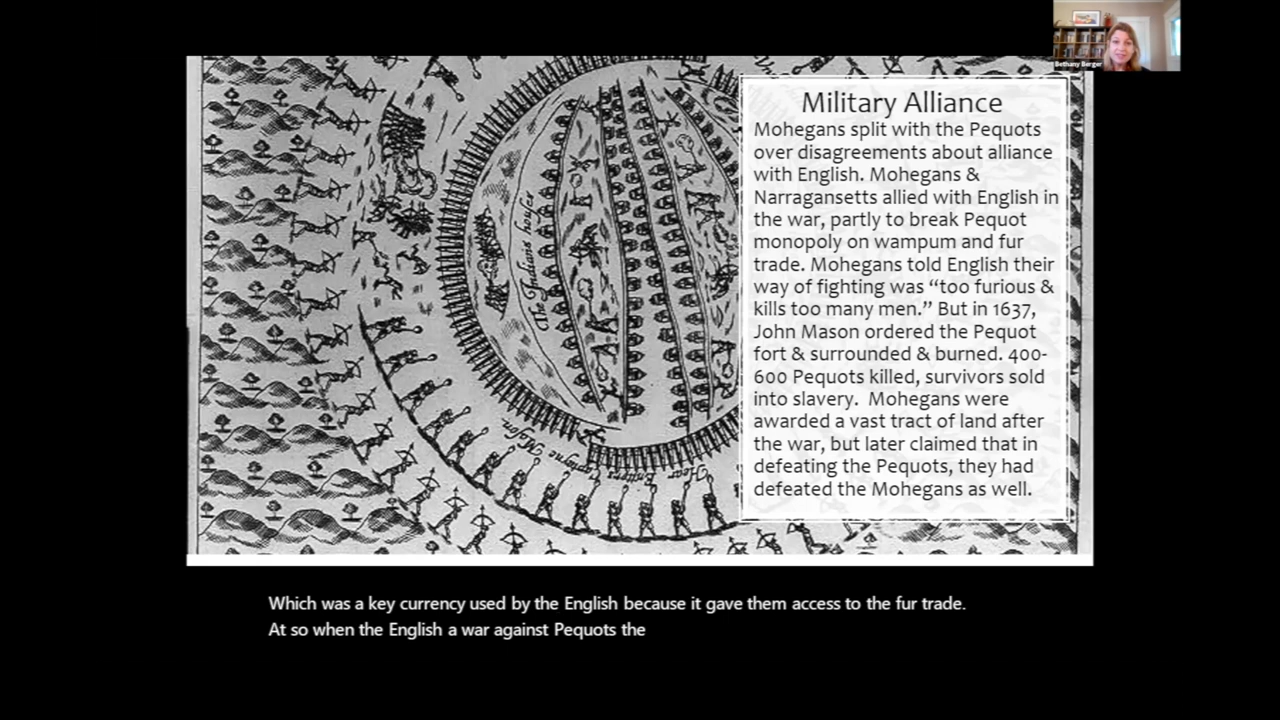 Bethany Berger
Military Alliance
Mohegans split with the Pequots
over disagreements about alliance
with English. Mohegans &
Narragansetts allied with English in
the war, partly to break Pequot
monopoly on wampum and fur
trade. Mohegans told English their
way of fighting was “too furious &
kills too many men.” But in 1637,
John Mason ordered the Pequot
fort & surrounded & burned. 400-
600 Pequots killed, survivors sold
into slavery.  Mohegans were
awarded a vast tract of land after
the war, but later claimed that in
defeating the Pequots, they had
defeated the Mohegans as well.
The Indians houses
Captayne Mason
Entters
Hear
Which was a key currency used by the English because it gave them access to the fur trade.
At so when the English a war against Pequots the